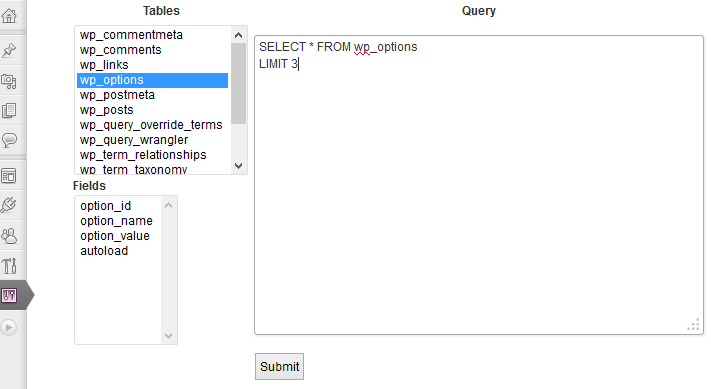 Tables
wp_commentmeta
wp_comments
wp_links
wp_options
wp_postmeta
wp_posts
wp_query_override_terms
wp_query_wrangler
wp_term_relationships
wp_term_taxonomy
Fields
option_id
option_name
option_value
autoload
Query
SELECT * FROM wp_options
LIMIT 3
Submit